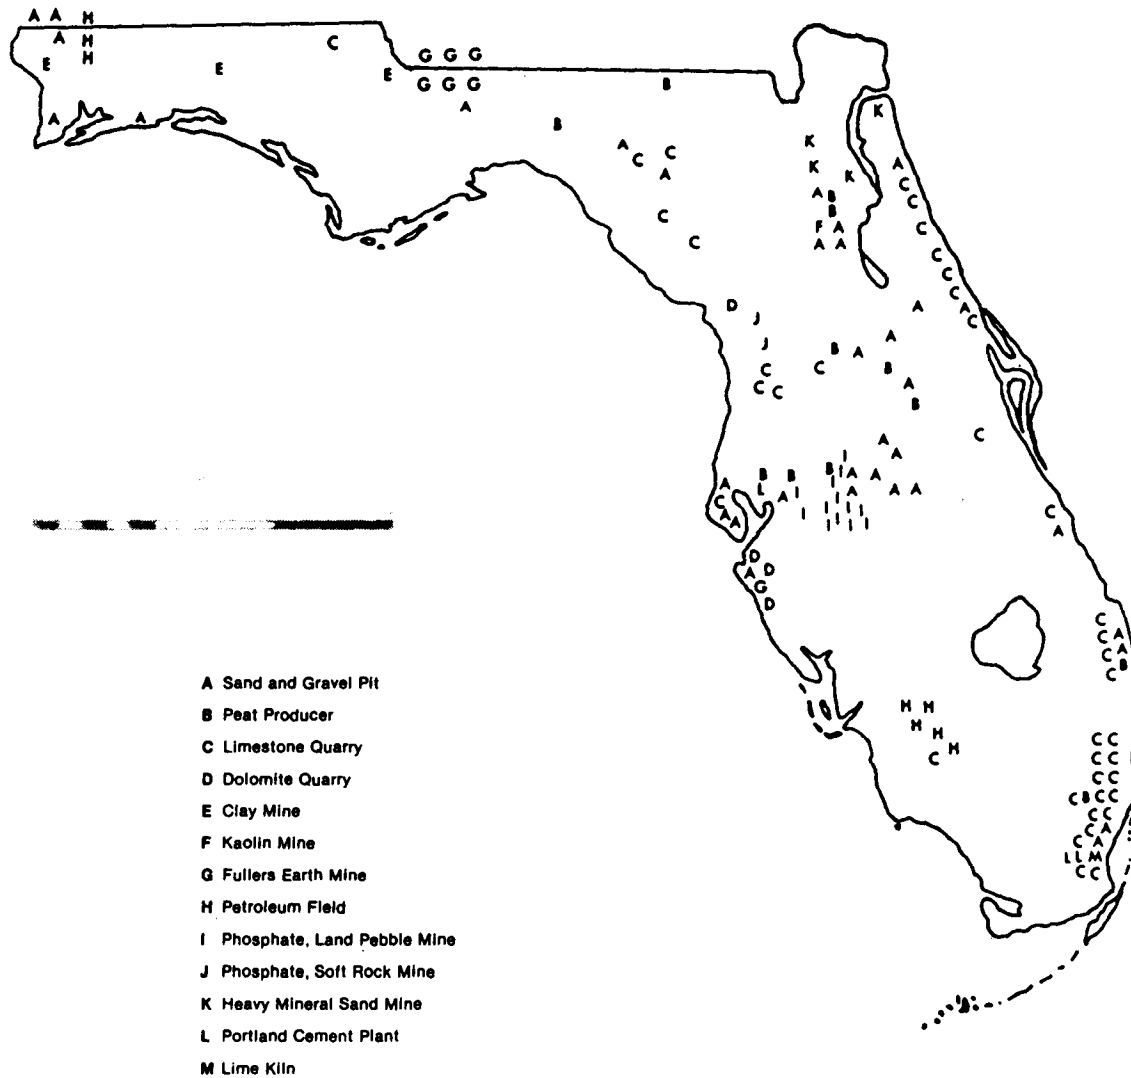 A A H
A H
H
E
E
C
E
G G G
G G G
B
A
B
A
C
C
A
C
C
A
A
K
K
K
K
A B
B
F A
A A
A
C
C
C
C
C
C
A C
D
J
J
C
C C
A
A
B A
C
B
A
B
C
A
A
I
B I A
A
B
L
B
A I
I
I
I A
I
I I I
I I I
A A
A
C
A A
C
A
D
A D
G
D
C
C A
A
C B
C
H H
H
H
H
C
C C
C C
C C
C B C C
C C
C A
C A
L L M
C C
A Sand and Gravel Pit
B Peat Producer
C Limestone Quarry
D Dolomite Quarry
E Clay Mine
F Kaolin Mine
G Fullers Earth Mine
H Petroleum Field
I Phosphate, Land Pebble Mine
J Phosphate, Soft Rock Mine
K Heavy Mineral Sand Mine
L Portland Cement Plant
M Lime Kiln